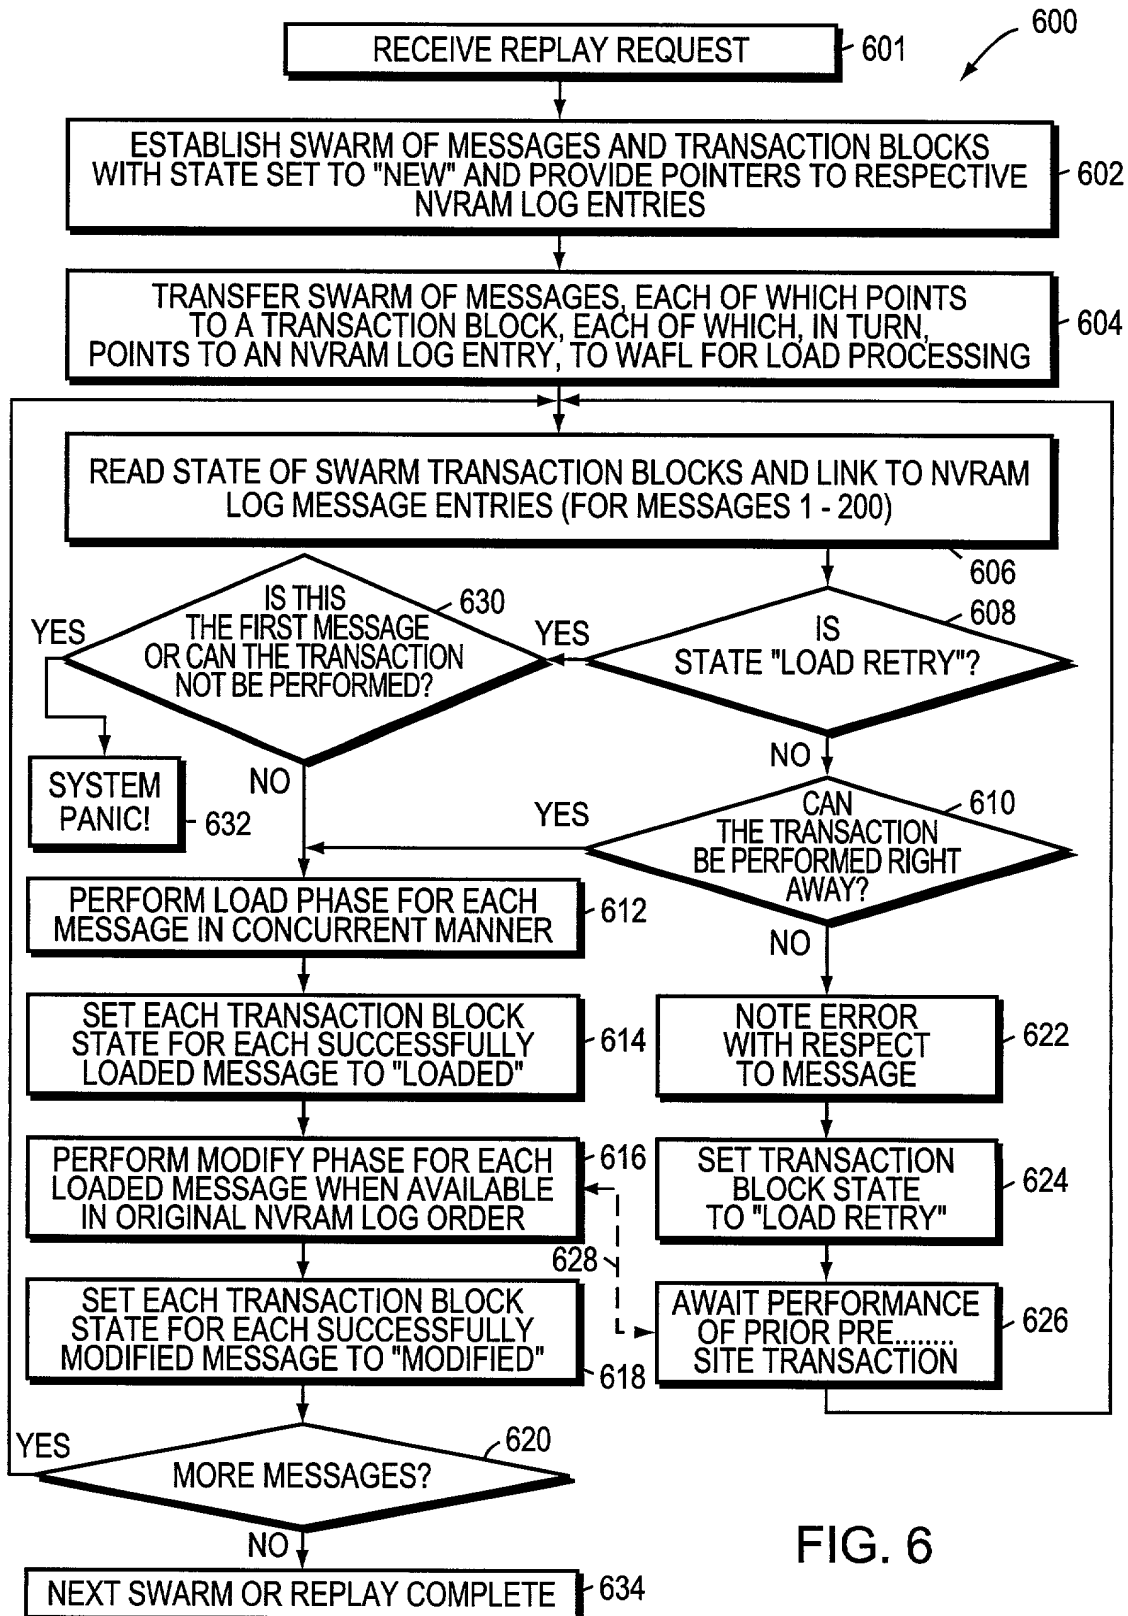 600
RECEIVE REPLAY REQUEST
601
ESTABLISH SWARM OF MESSAGES AND TRANSACTION BLOCKS
WITH STATE SET TO "NEW" AND PROVIDE POINTERS TO RESPECTIVE
NVRAM LOG ENTRIES
602
TRANSFER SWARM OF MESSAGES, EACH OF WHICH POINTS
TO A TRANSACTION BLOCK, EACH OF WHICH, IN TURN,
POINTS TO AN NVRAM LOG ENTRY, TO WAFL FOR LOAD PROCESSING
604
READ STATE OF SWARM TRANSACTION BLOCKS AND LINK TO NVRAM
LOG MESSAGE ENTRIES (FOR MESSAGES 1 - 200)
606
IS
STATE "LOAD RETRY"?
608
YES
NO
IS THIS
THE FIRST MESSAGE
OR CAN THE TRANSACTION
NOT BE PERFORMED?
630
YES
NO
SYSTEM
PANIC!
632
CAN
THE TRANSACTION
BE PERFORMED RIGHT
AWAY?
610
YES
NO
PERFORM LOAD PHASE FOR EACH
MESSAGE IN CONCURRENT MANNER
612
SET EACH TRANSACTION BLOCK
STATE FOR EACH SUCCESSFULLY
LOADED MESSAGE TO "LOADED"
614
NOTE ERROR
WITH RESPECT
TO MESSAGE
622
PERFORM MODIFY PHASE FOR EACH
LOADED MESSAGE WHEN AVAILABLE
IN ORIGINAL NVRAM LOG ORDER
616
SET TRANSACTION
BLOCK STATE
TO "LOAD RETRY"
624
628
SET EACH TRANSACTION BLOCK
STATE FOR EACH SUCCESSFULLY
MODIFIED MESSAGE TO "MODIFIED"
618
AWAIT PERFORMANCE
OF PRIOR PRE........
SITE TRANSACTION
626
MORE MESSAGES?
620
YES
NO
NEXT SWARM OR REPLAY COMPLETE
634
FIG. 6